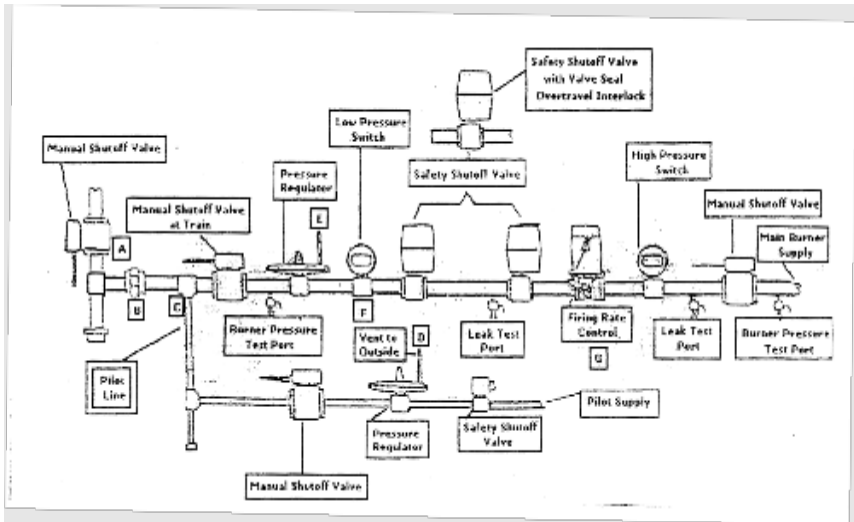 Safety Shutoff Valve
with Valve Seal
Overtravel Interlock
Low Pressure
Switch
Manual Shutoff Valve
High Pressure
Switch
Pressure
Regulator
Safety Shutoff Valve
Manual Shutoff Valve
at Train
E
Manual Shutoff Valve
Main Burner
Supply
A
B
C
F
Burner Pressure
Test Port
Vent to
Outside
D
Leak Test
Port
Firing Rate
Control
G
Leak Test
Port
Burner Pressure
Test Port
Pilot
Line
Pilot Supply
Pressure
Regulator
Safety Shutoff
Valve
Manual Shutoff Valve